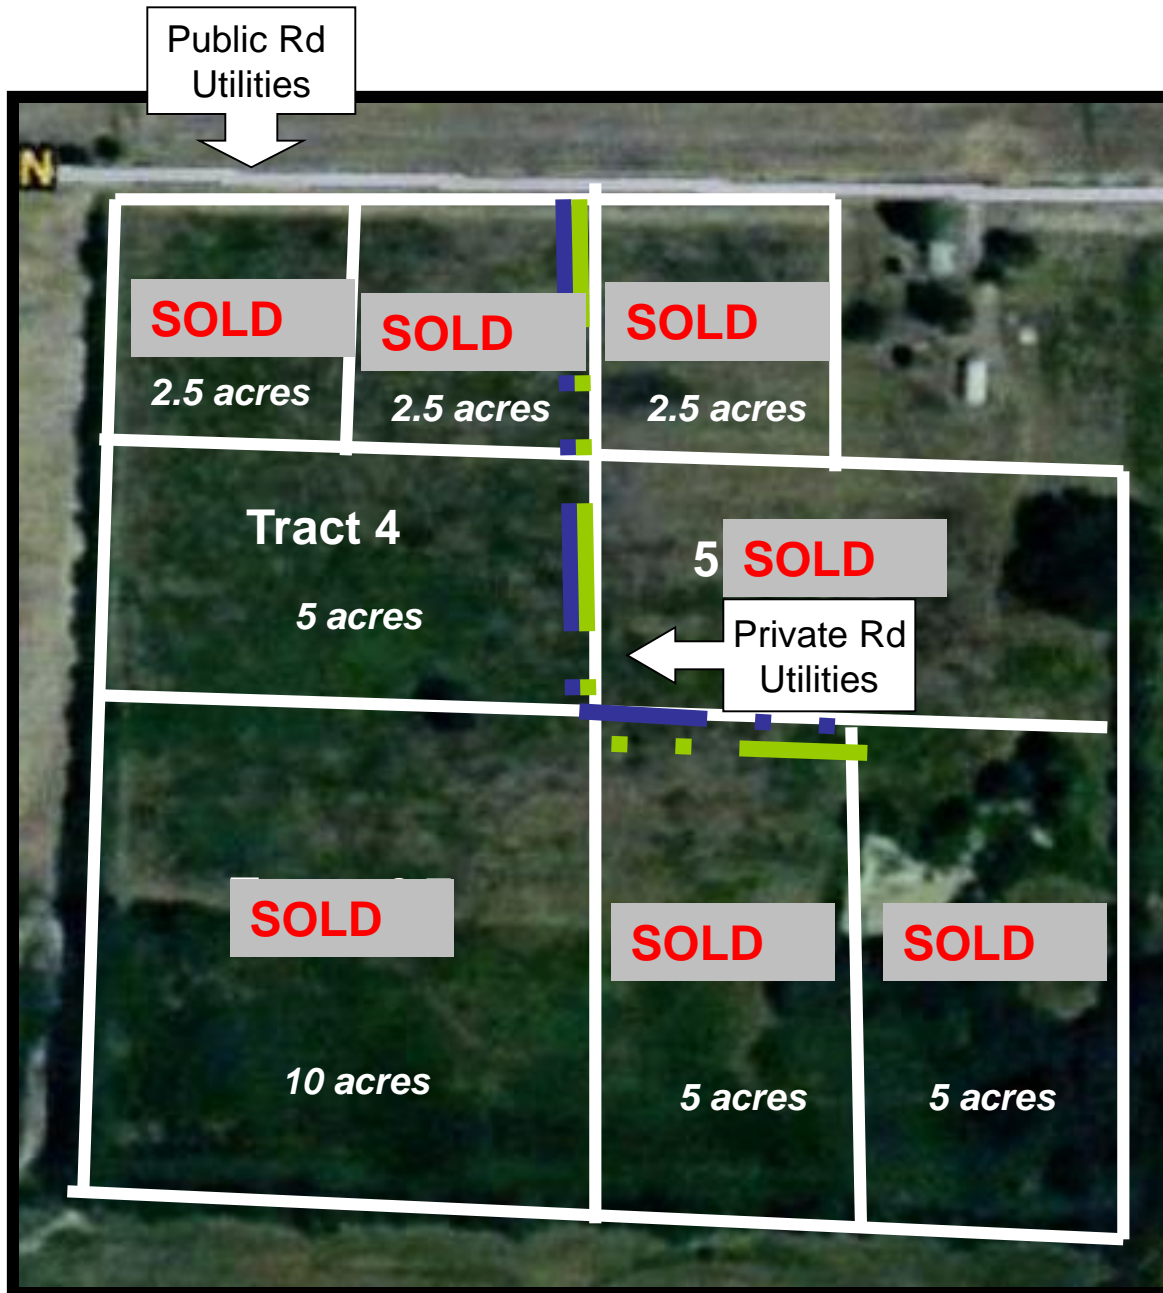 Public Rd
Utilities
N
SOLD
SOLD
SOLD
2.5 acres
2.5 acres
2.5 acres
Tract 4
5 SOLD
5 acres
Private Rd
Utilities
SOLD
SOLD
SOLD
10 acres
5 acres
5 acres